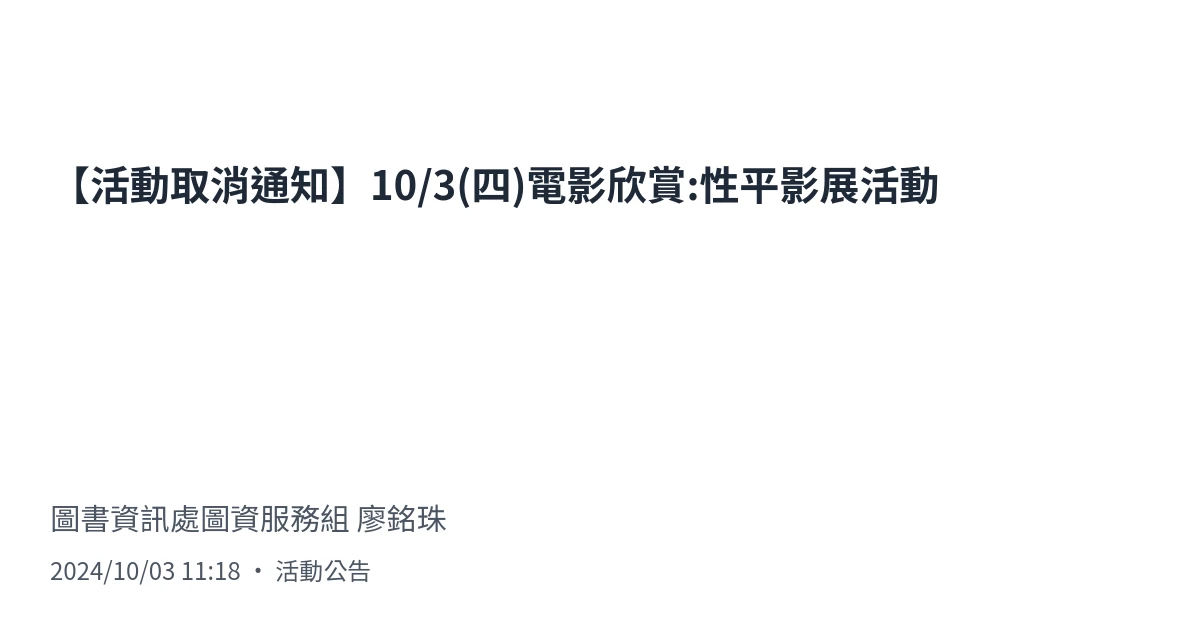 【活動取消通知】10/3(四)電影欣賞:性平影展活動
圖書資訊處圖資服務組 廖銘珠
2024/10/03 11:18 • 活動公告